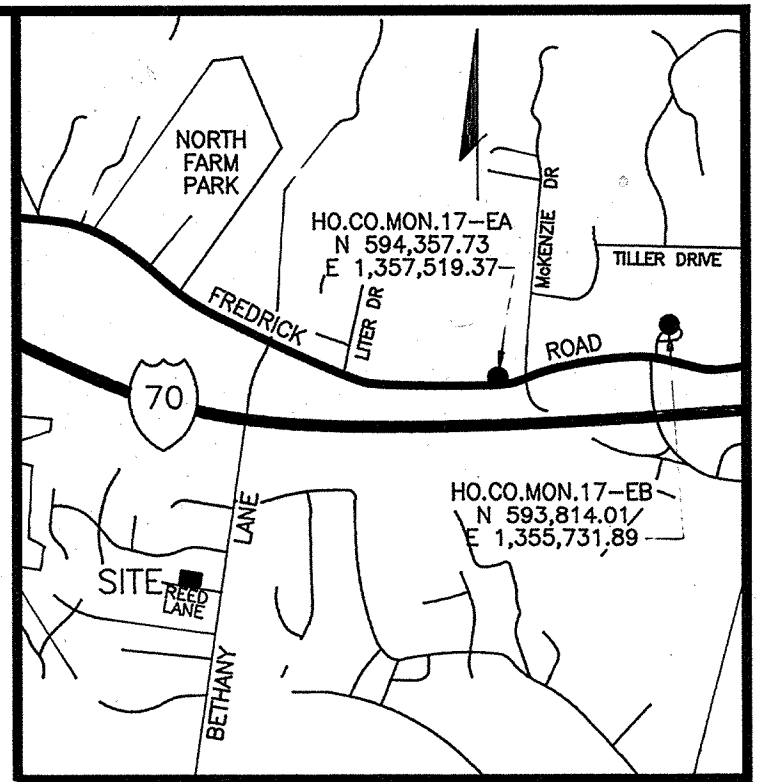 NORTH
FARM
PARK
HO.CO.MON.17-EA
N 594,357.73
E 1,357,519.37
McKENZIE DR
TILLER DRIVE
FREDRICK
LITER DR
ROAD
70
HO.CO.MON.17-EB
N 593,814.01
E 1,355,731.89
LANE
SITE
REED
LANE
BETHANY